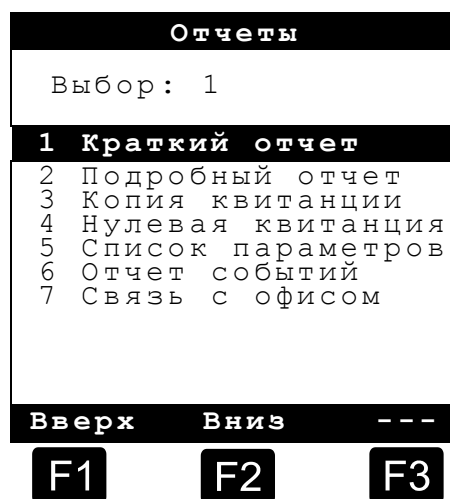 Отчеты
Выбор: 1
1 Краткий отчет
2 Подробный отчет
3 Копия квитанции
4 Нулевая квитанция
5 Список параметров
6 Отчет событий
7 Связь с офисом
Вверх Вниз ---
F1 F2 F3